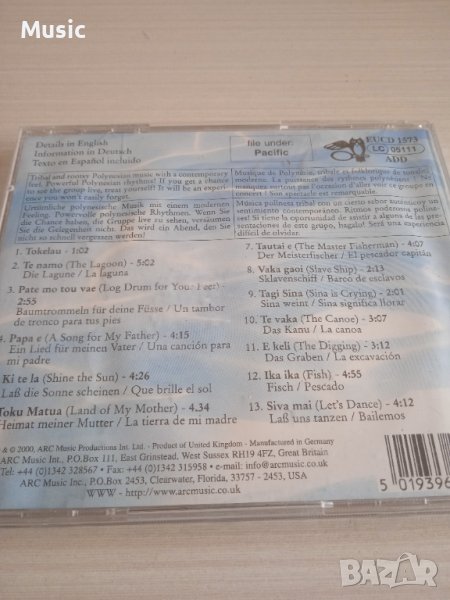 Music
Details in English
Information in Deutsch
Texto en Español incluido
file under:
Pacific
EUCD 1573
LC 05111
ADD
Tribal and rootsy Polynesian music with a contemporary
feel. Powerful Polynesian rhythms! If you get a chance
to see the group live, treat yourself! It will be an experi-
ence you won't easily forget.
Urtümliche polynesische Musik mit einem modernen
Feeling. Powervolle polynesische Rhythmen. Wenn Sie
die Chance haben, die Gruppe live zu sehen, versäumen
Sie die Gelegenheit nicht. Das wird ein Abend, den Sie
nicht so schnell vergessen werden!
Musique de Polynésie, tribale et
moderne. La puissance des rythmes polynésiens! Ne
manquez surtout pas l'occasion d'aller voir ce groupe en
concert! Son spectacle est remarquable.
Música polinesia tribal con un cierto sabor
sentimiento contemporáneo. Ritmos poderosos poline-
sios! Si tiene la oportunidad de asistir a alguna de las pre-
sentaciones de este grupo, hágalo! Será una experiencia
difícil de olvidar.
1. Tokelau - 1:02
2. Te namo (The Lagoon) - 5:02
Die Lagune / La laguna
3. Pate mo tou vae (Log Drum for Your Feet) -
2:55
Baumtrommeln für deine Füsse / Un tambor
de tronco para tus pies
4. Papa e (A Song for My Father) - 4:15
Ein Lied für meinen Vater / Una canción para
mi padre
Ki te la (Shine the Sun) - 4:26
Laß die Sonne scheinen / Que brille el sol
Toku Matua (Land of My Mother) - 4.34
Heimat meiner Mutter / La tierra de mi madre
7. Tautai e (The Master Fisherman) - 4:07
Der Meisterfischer / El pescador capitán
8. Vaka gaoi (Slave Ship) - 2:13
Sklavenschiff / Barco de esclavos
9. Tagi Sina (Sina is Crying) - 2:01
Sina weint / Sina significa llorar
10. Te vaka (The Canoe) - 3:07
Das Kanu / La canoa
11. E keli (The Digging) - 3:12
Das Graben / La excavación
12. Ika ika (Fish) - 4:55
Fisch / Pescado
13. Siva mai (Let's Dance) - 4:12
Laß uns tanzen / Bailemos
& © 2000, ARC Music Productions Int. Ltd. - Product of United Kingdom - Manufactured in Germany
ARC Music Int., P.O.Box 111, East Grinstead, West Sussex RH19 4FZ, Great Britain
Tel: +44 (0)1342 328567 • Fax: +44 (0)1342 315958 • e-mail: info@arcmusic.co.uk
ARC Music Inc., P.O.Box 2453, Clearwater, Florida, 33757 - 2453, USA
WWW - http://www.arcmusic.co.uk
5 019396
BAZAR